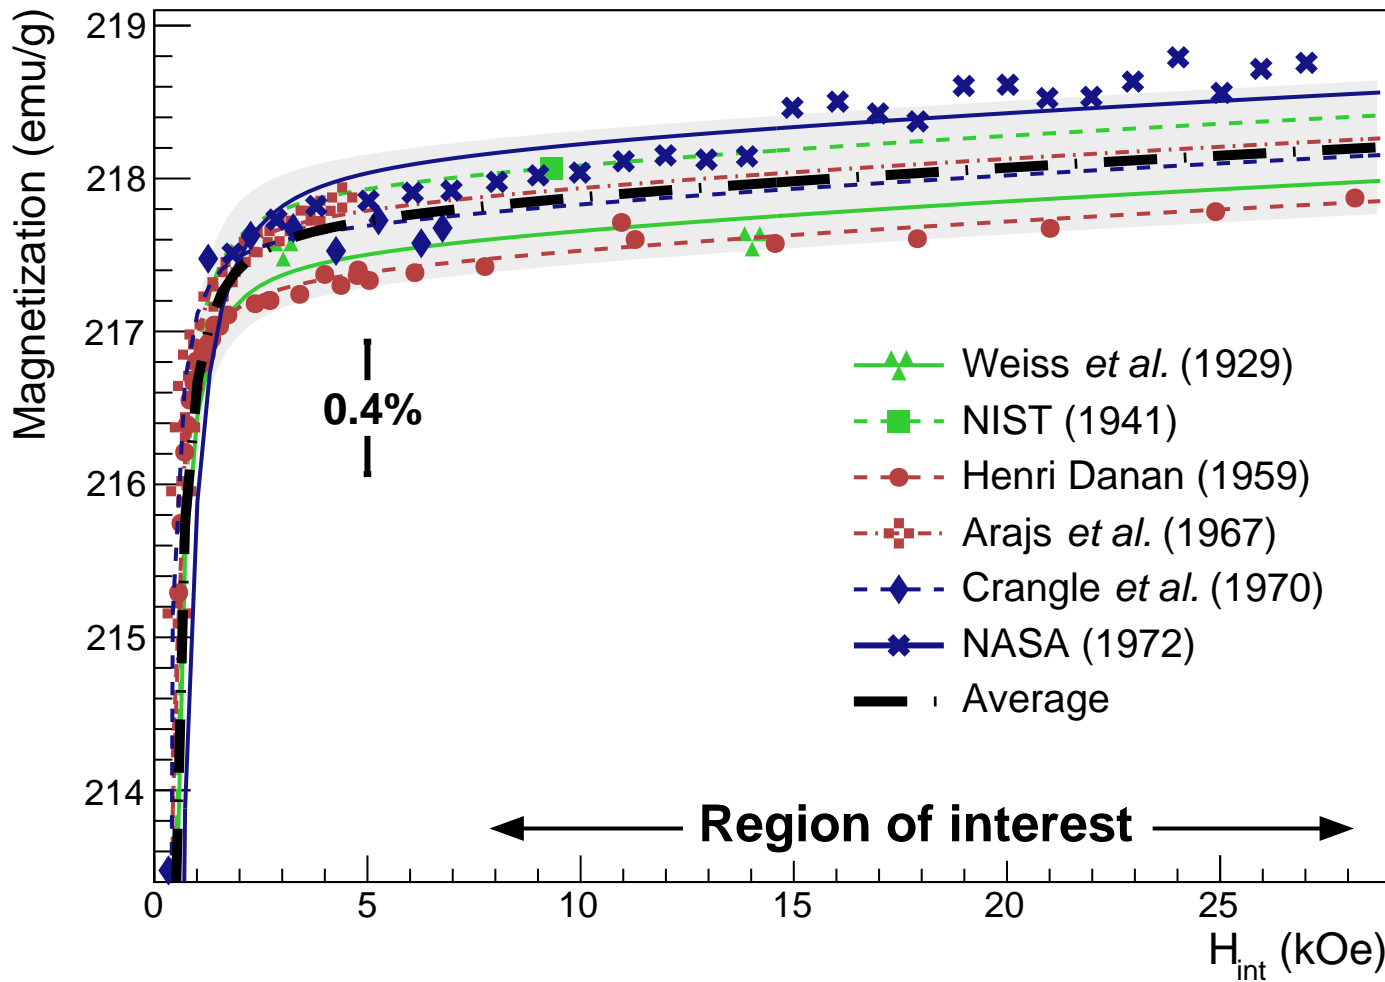 Magnetization (emu/g)
219
218
217
216
215
214
0.4%
Weiss et al. (1929)
NIST (1941)
Henri Danan (1959)
Arajs et al. (1967)
Crangle et al. (1970)
NASA (1972)
Average
Region of interest
0 5 10 15 20 25
H_int (kOe)